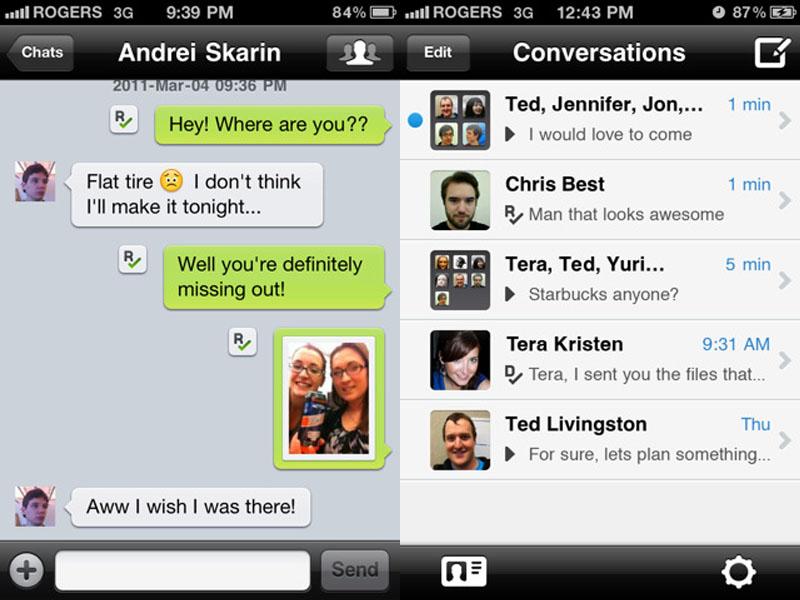 ROGERS 3G 9:39 PM 84%
Chats Andrei Skarin
2011-Mar-04 09:36 PM
R
Hey! Where are you??
Flat tire I don't think
I'll make it tonight...
R
Well you're definitely
missing out!
R
Aww I wish I was there!
Send
ROGERS 3G 12:43 PM 87%
Edit Conversations
Ted, Jennifer, Jon,... 1 min
I would love to come
Chris Best 1 min
R Man that looks awesome
Tera, Ted, Yuri... 5 min
Starbucks anyone?
Tera Kristen 9:31 AM
D Tera, I sent you the files that...
Ted Livingston Thu
For sure, lets plan something...